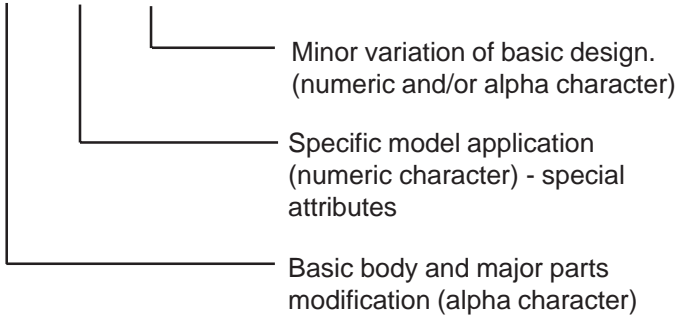 Minor variation of basic design.
(numeric and/or alpha character)
Specific model application
(numeric character) - special
attributes
Basic body and major parts
modification (alpha character)